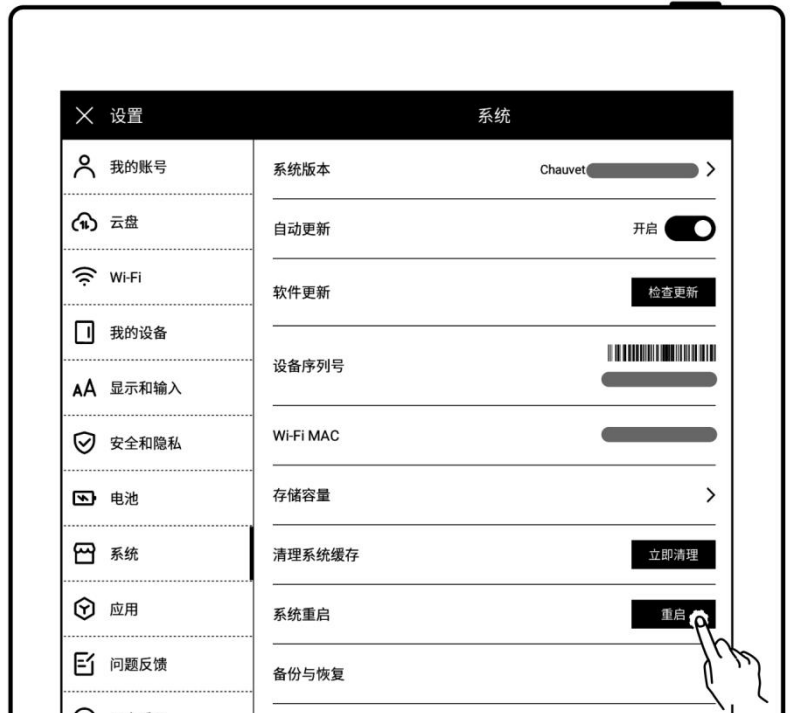 设置
系统
我的账号
云盘
Wi-Fi
我的设备
显示和输入
安全和隐私
电池
系统
应用
问题反馈
系统版本 Chauvet
自动更新 开启
软件更新 检查更新
设备序列号
Wi-Fi MAC
存储容量
清理系统缓存 立即清理
系统重启 重启
备份与恢复